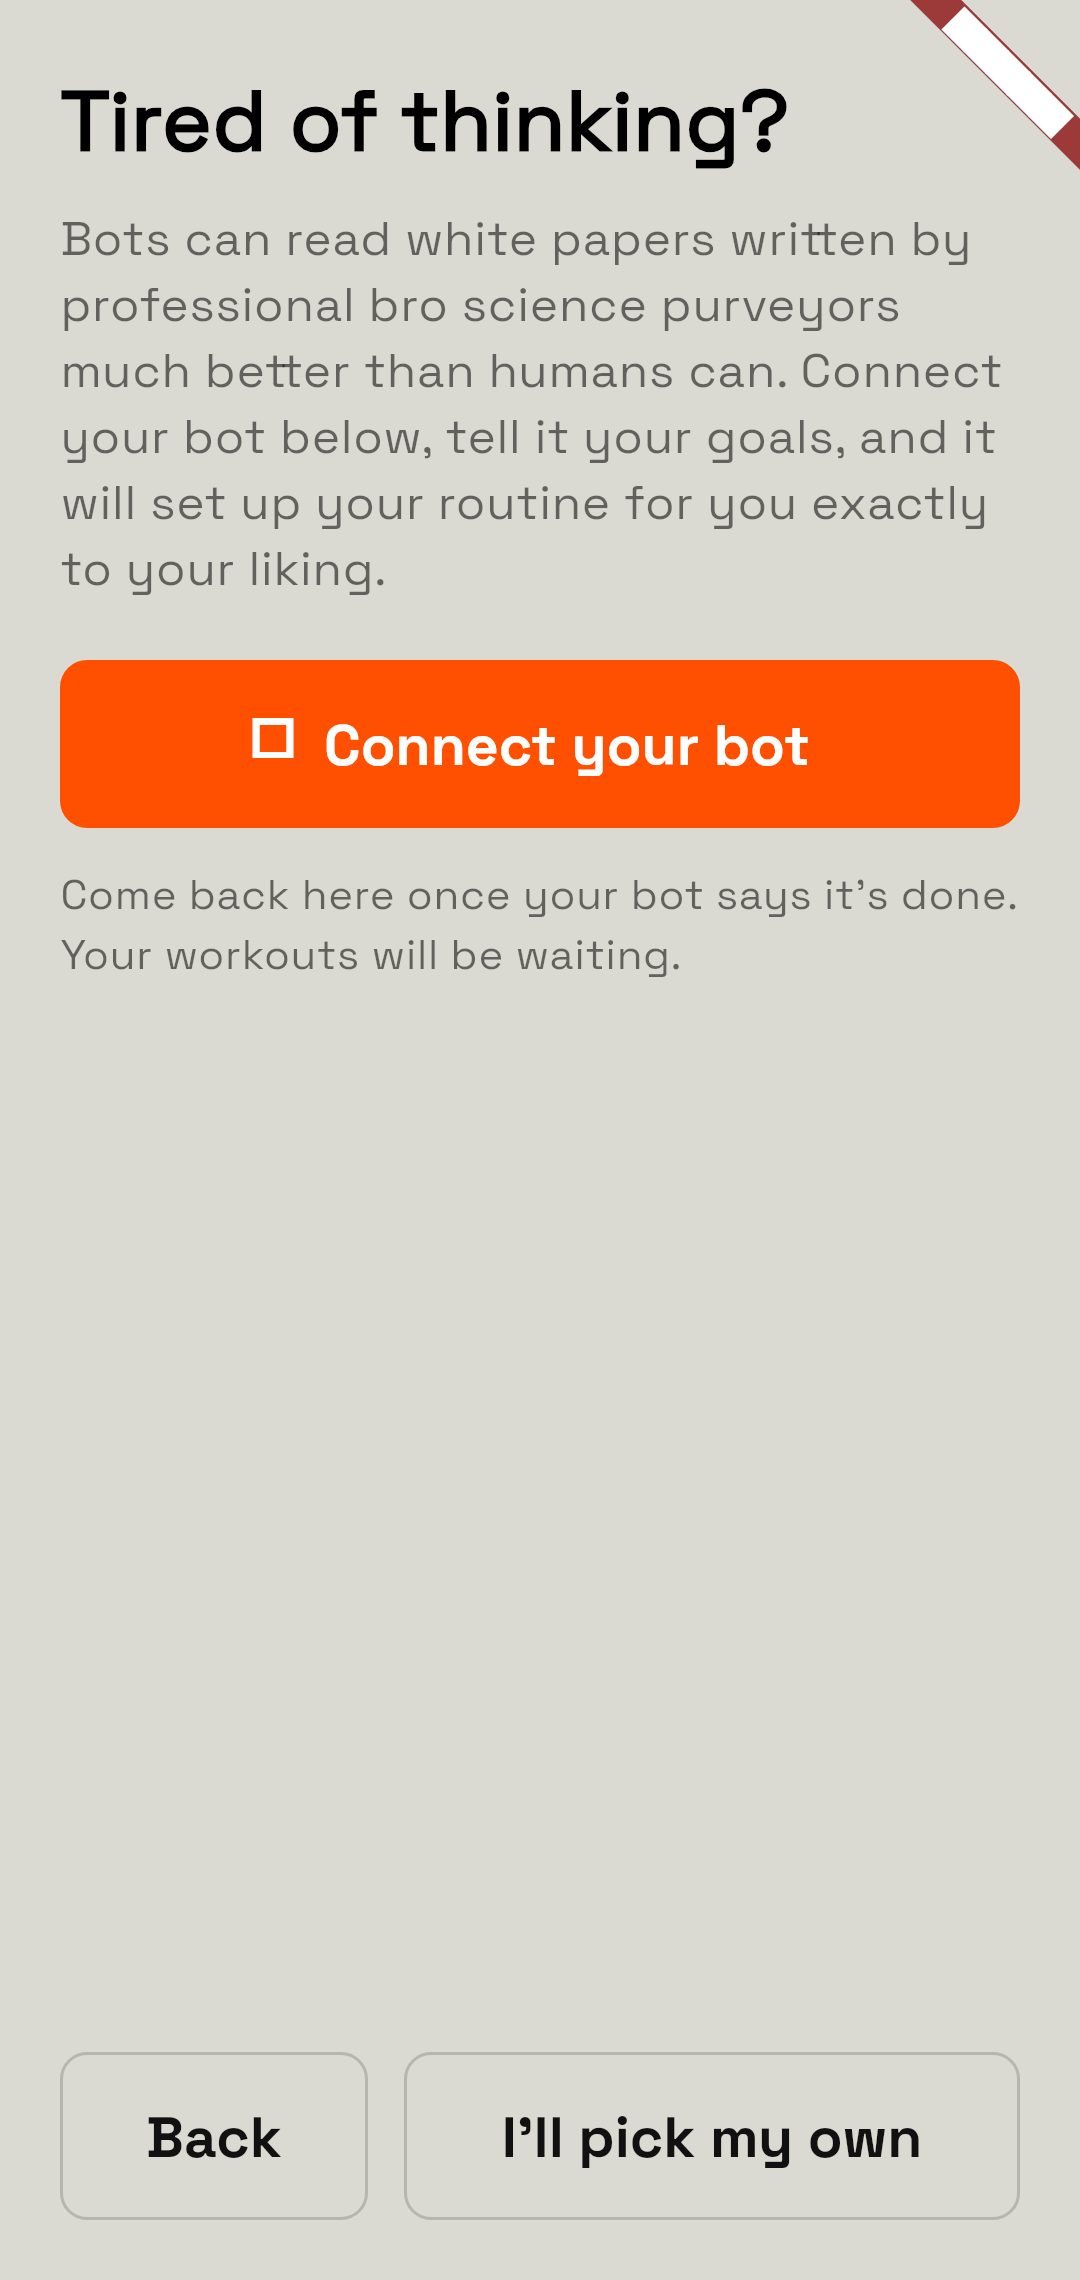 Tired of thinking?
Bots can read white papers written by
professional bro science purveyors
much better than humans can. Connect
your bot below, tell it your goals, and it
will set up your routine for you exactly
to your liking.
Connect your bot
Come back here once your bot says it’s done.
Your workouts will be waiting.
Back
I’ll pick my own